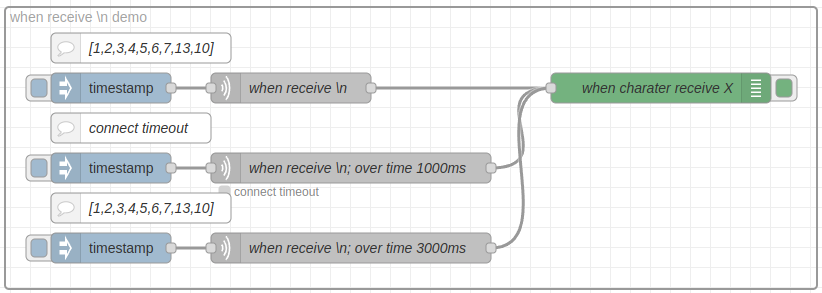 when receive \n demo
[1,2,3,4,5,6,7,13,10]
timestamp
when receive \n
when charater receive X
connect timeout
timestamp
when receive \n; over time 1000ms
connect timeout
[1,2,3,4,5,6,7,13,10]
timestamp
when receive \n; over time 3000ms